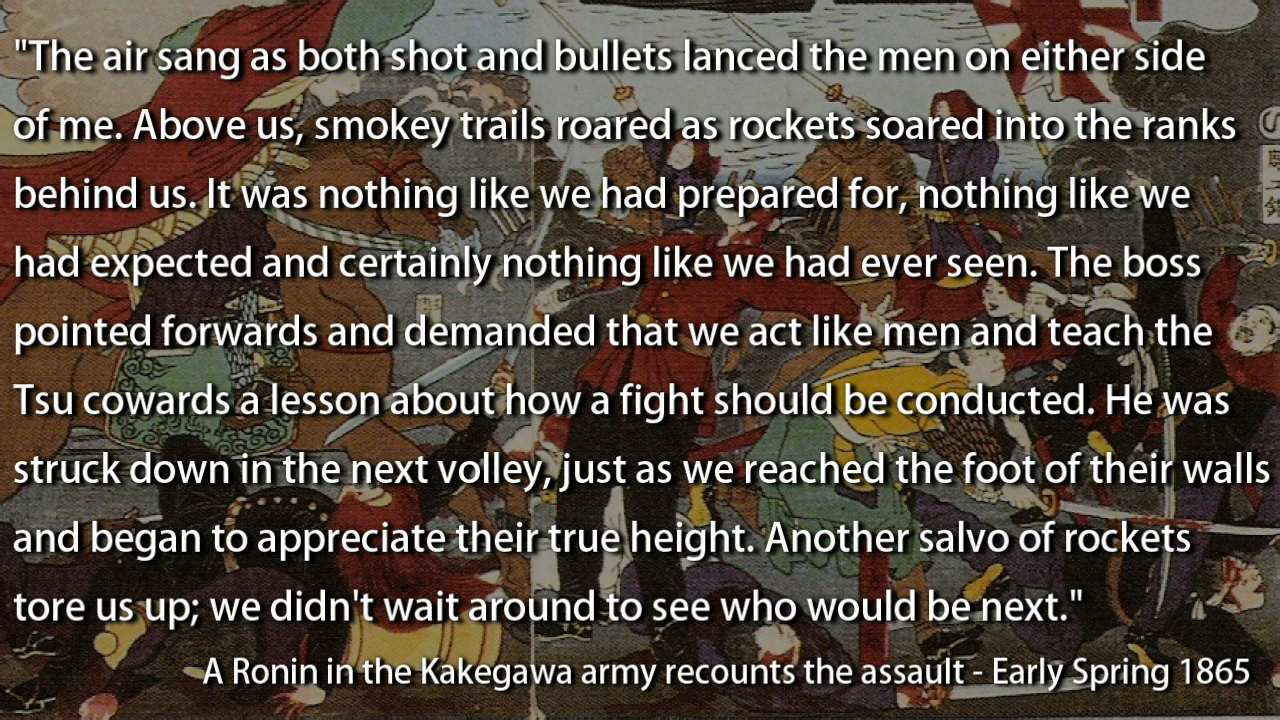 "The air sang as both shot and bullets lanced the men on either side
of me. Above us, smokey trails roared as rockets soared into the ranks
behind us. It was nothing like we had prepared for, nothing like we
had expected and certainly nothing like we had ever seen. The boss
pointed forwards and demanded that we act like men and teach the
Tsu cowards a lesson about how a fight should be conducted. He was
struck down in the next volley, just as we reached the foot of their walls
and began to appreciate their true height. Another salvo of rockets
tore us up; we didn't wait around to see who would be next."
A Ronin in the Kakegawa army recounts the assault - Early Spring 1865